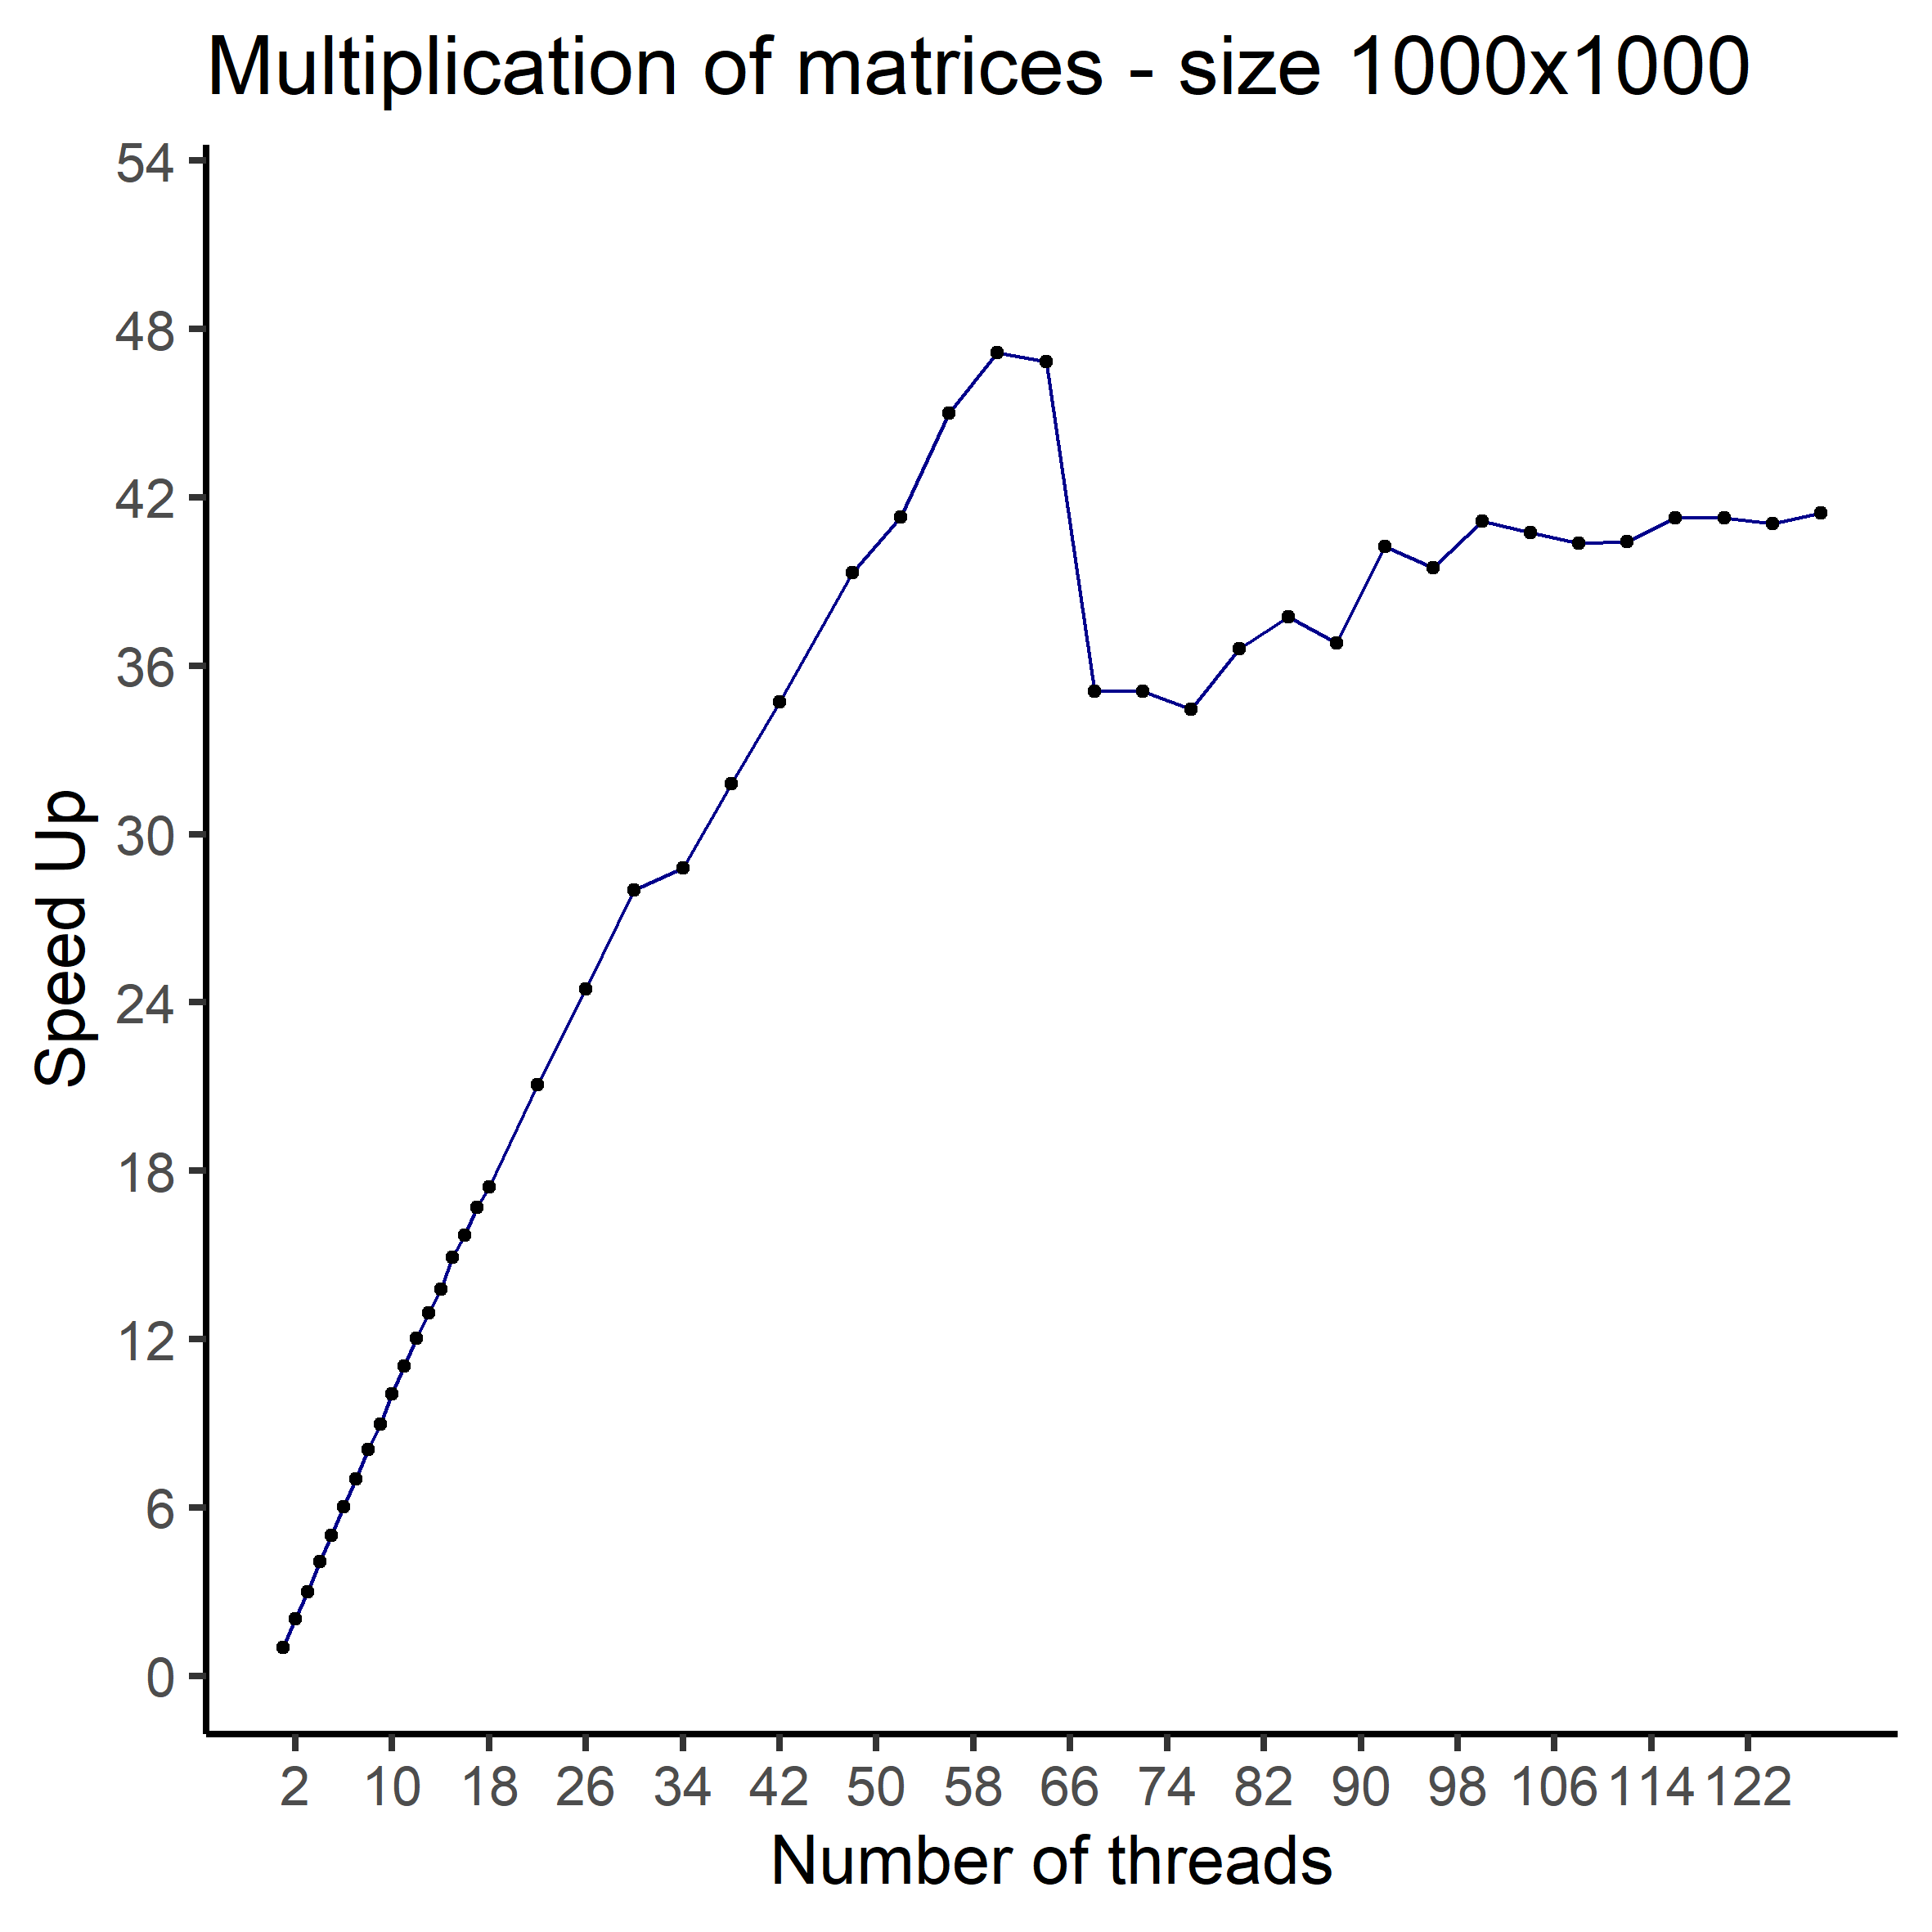 Multiplication of matrices - size 1000x1000
54
48
42
36
30
24
18
12
6
0
Speed Up
2 10 18 26 34 42 50 58 66 74 82 90 98 106 114 122
Number of threads